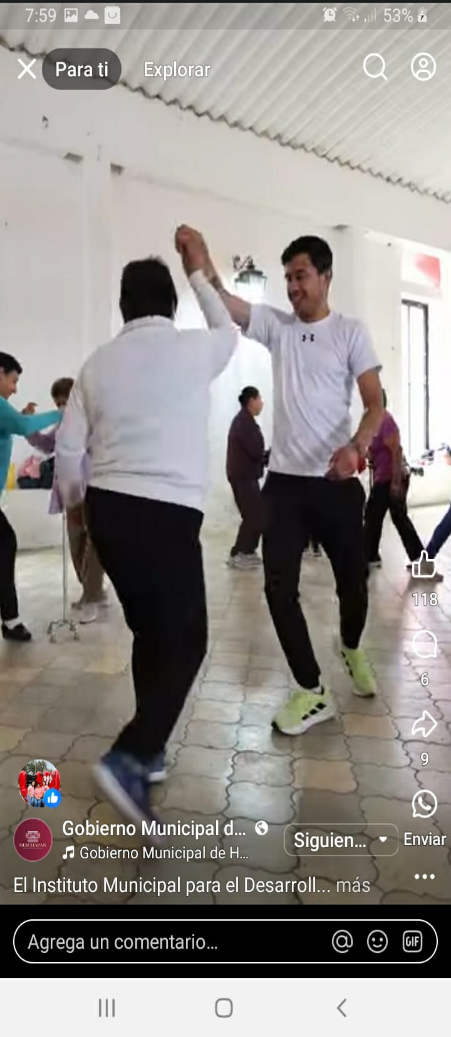 7:59
53%
Para ti
Explorar
118
6
9
Gobierno Municipal d...
Siguien...
Enviar
Gobierno Municipal de H...
El Instituto Municipal para el Desarroll... más
Agrega un comentario...
@
GIF